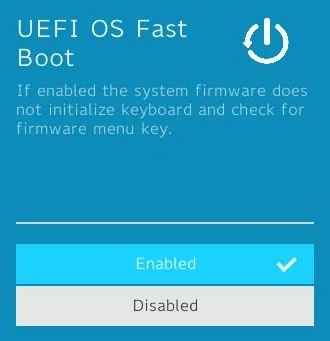 UEFI OS Fast
Boot
If enabled the system firmware does
not initialize keyboard and check for
firmware menu key.
Enabled
Disabled